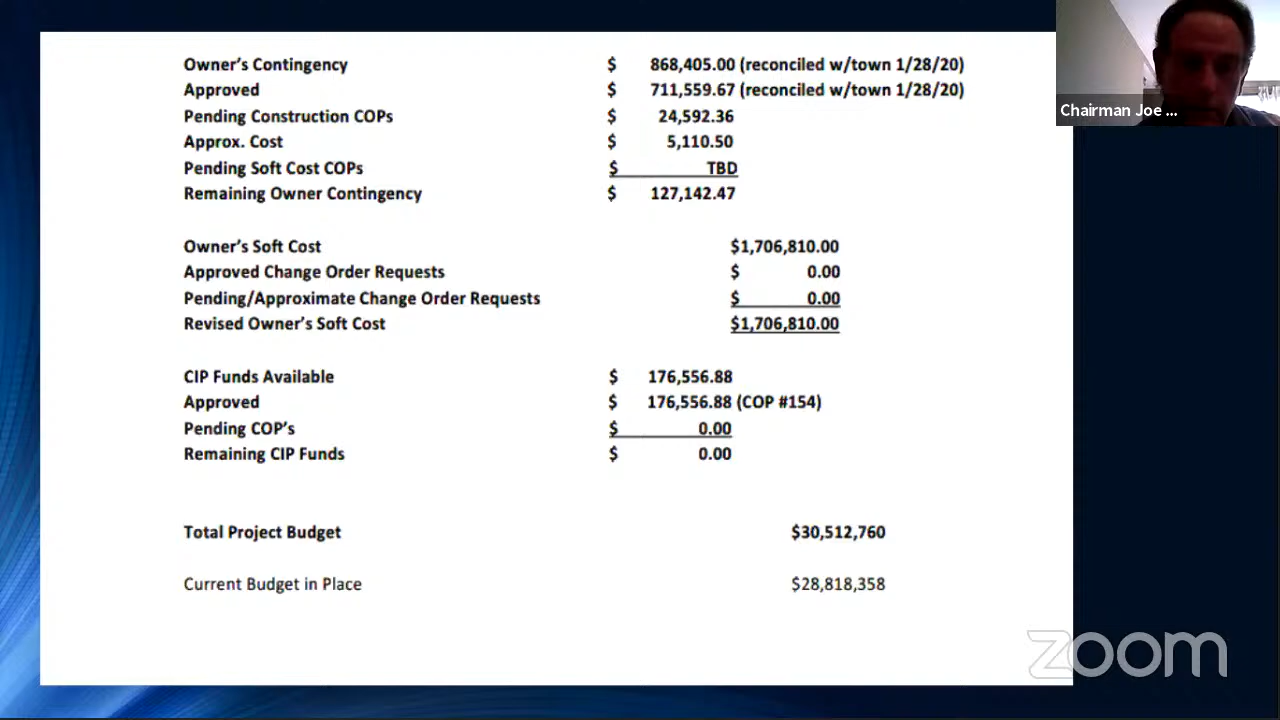 Owner's Contingency $ 868,405.00 (reconciled w/town 1/28/20)
Approved $ 711,559.67 (reconciled w/town 1/28/20)
Pending Construction COPs $ 24,592.36
Approx. Cost $ 5,110.50
Pending Soft Cost COPs $ TBD
Remaining Owner Contingency $ 127,142.47
Owner's Soft Cost $1,706,810.00
Approved Change Order Requests $ 0.00
Pending/Approximate Change Order Requests $ 0.00
Revised Owner's Soft Cost $1,706,810.00
CIP Funds Available $ 176,556.88
Approved $ 176,556.88 (COP #154)
Pending COP's $ 0.00
Remaining CIP Funds $ 0.00
Total Project Budget $30,512,760
Current Budget in Place $28,818,358
Chairman Joe ...
zoom